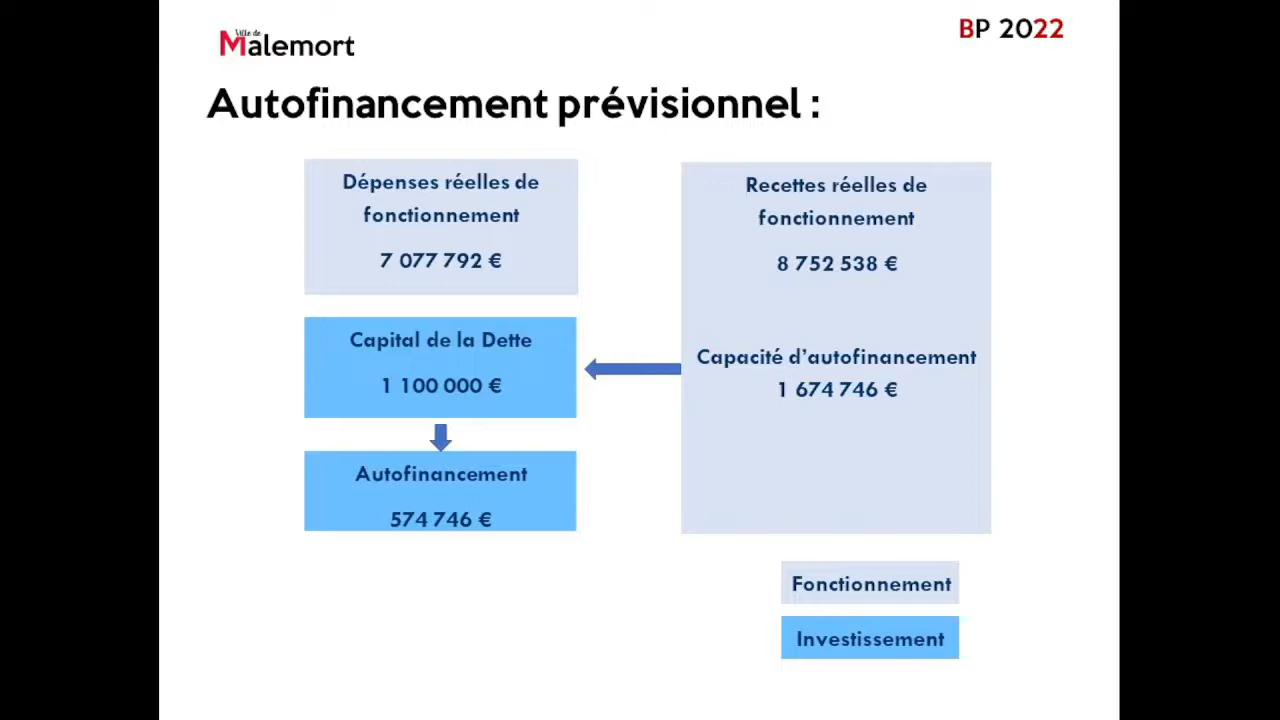 Ville de
Malemort
BP 2022
Autofinancement prévisionnel :
Dépenses réelles de
fonctionnement
7 077 792 €
Capital de la Dette
1 100 000 €
Autofinancement
574 746 €
Recettes réelles de
fonctionnement
8 752 538 €
Capacité d’autofinancement
1 674 746 €
Fonctionnement
Investissement